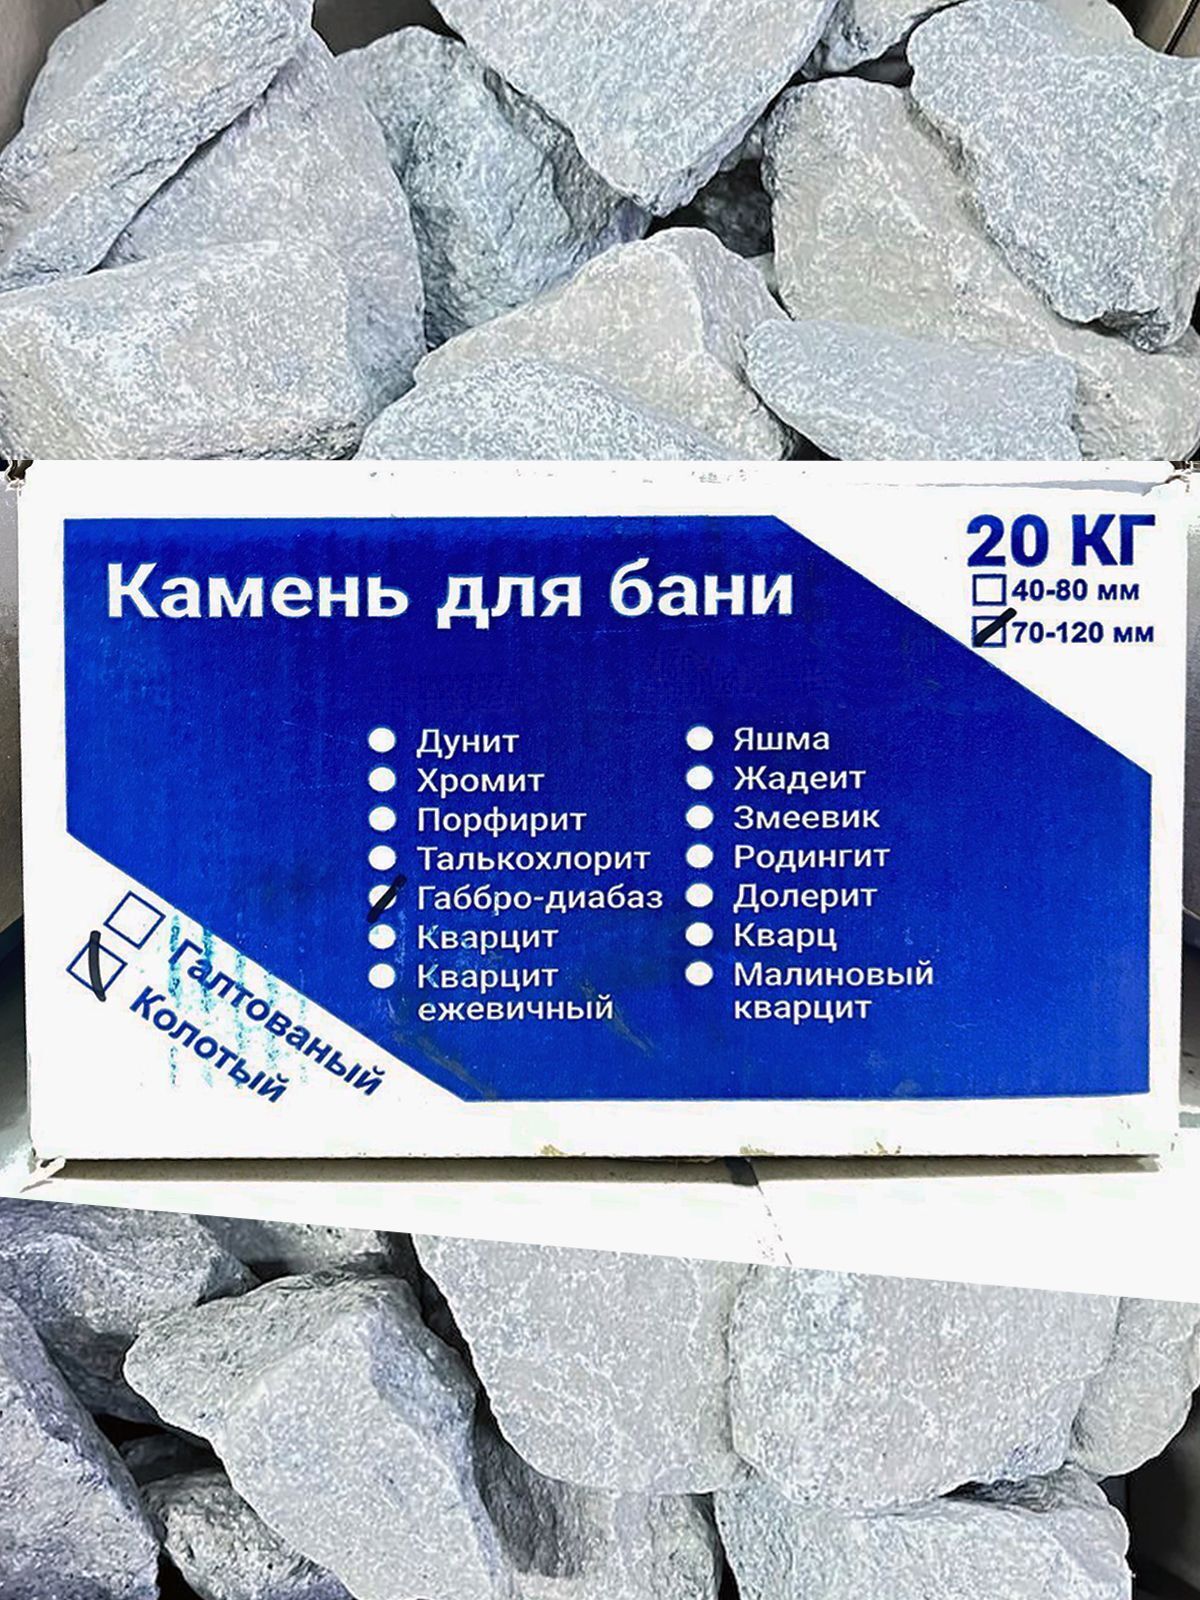 20 КГ
40-80 мм
70-120 мм
Камень для бани
Дунит
Хромит
Порфирит
Талькохлорит
Габбро-диабаз
Кварцит
Кварцит
ежевичный
Яшма
Жадеит
Змеевик
Родингит
Долерит
Кварц
Малиновый
кварцит
Галтованый
Колотый